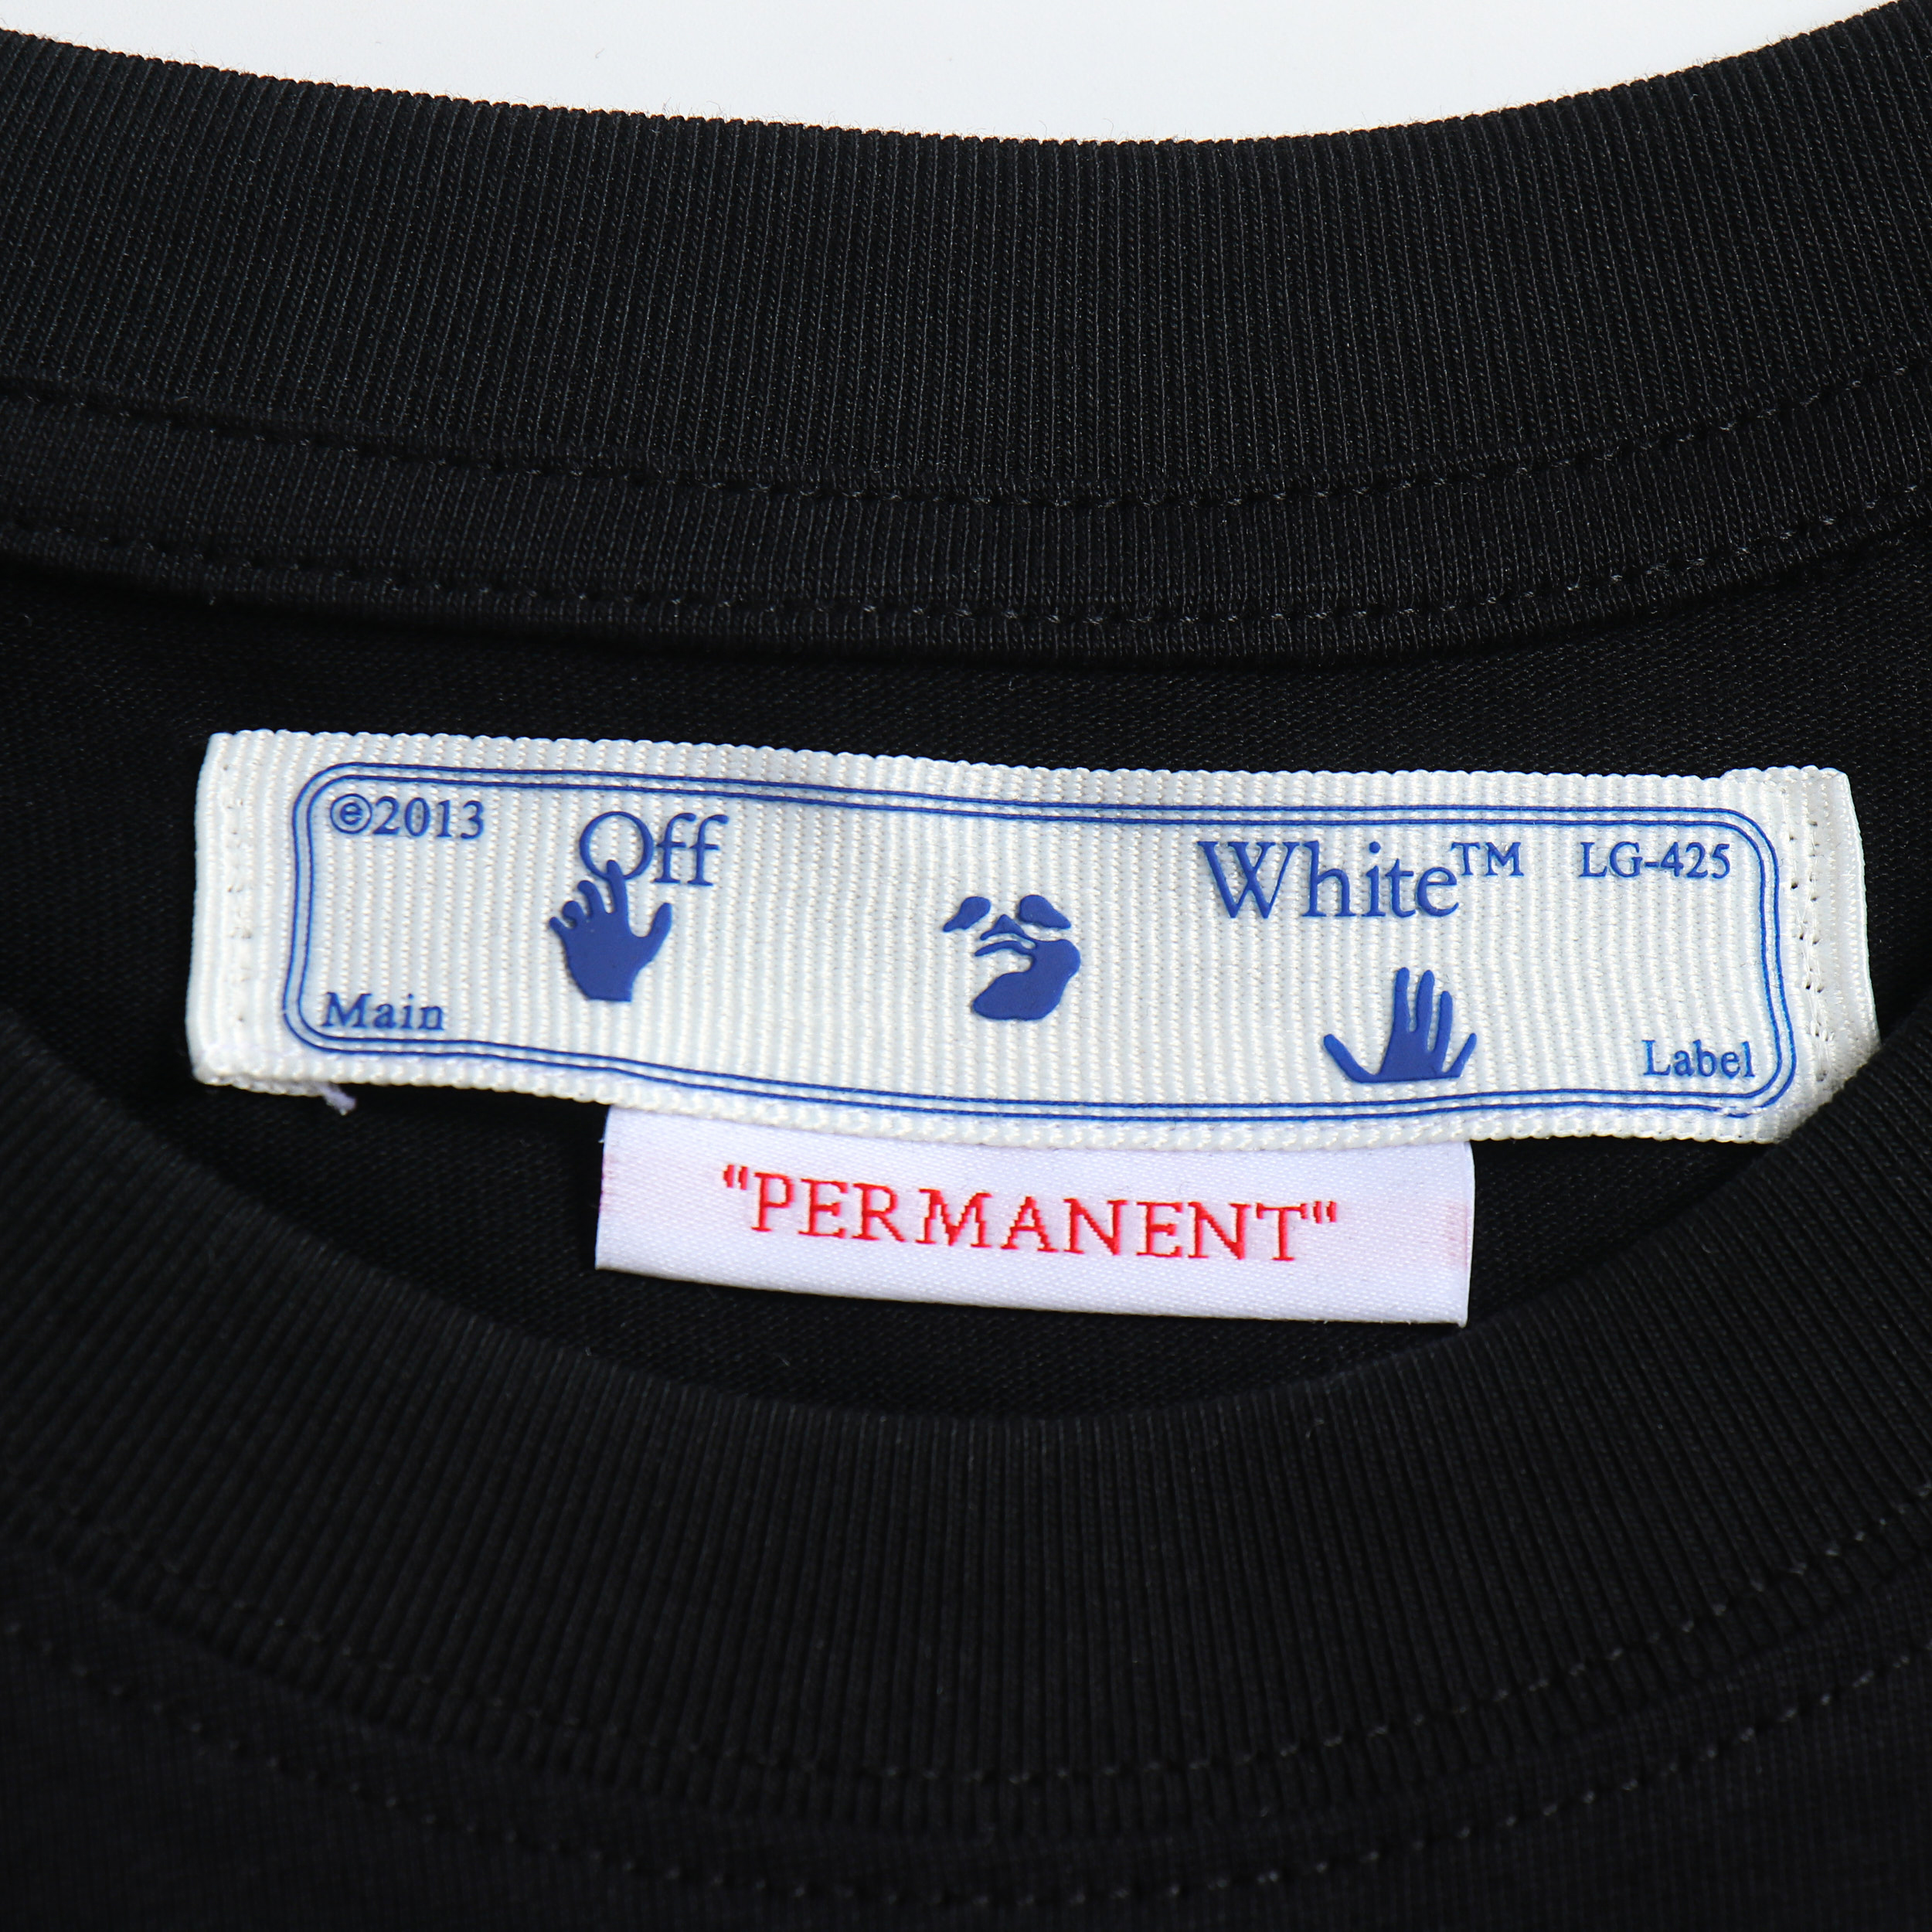 ©2013 Off White™ LG-425
Main Label
"PERMANENT"